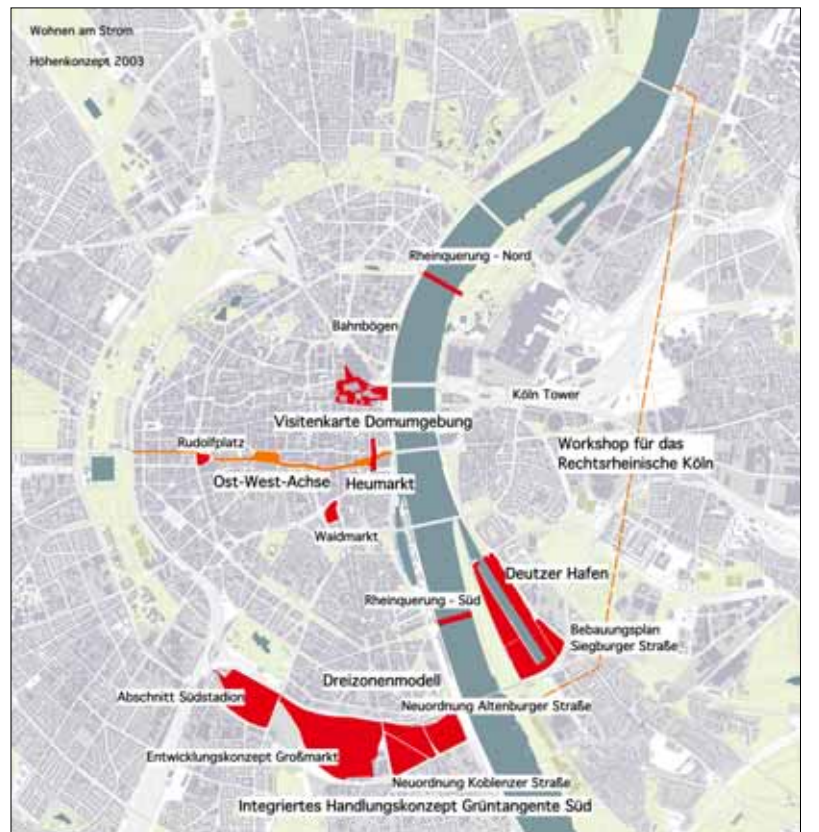 Wohnen am Strom
Höhenkonzept 2003
Rheinquerung - Nord
Bahnbögen
Köln Tower
Visitenkarte Domumgebung
Rudolfplatz
Workshop für das
Rechtsrheinische Köln
Ost-West-Achse
Heumarkt
Waidmarkt
Deutzer Hafen
Rheinquerung - Süd
Bebauungsplan
Siegburger Straße
Dreizonenmodell
Abschnitt Südstadion
Neuordnung Altenburger Straße
Entwicklungskonzept Großmarkt
Neuordnung Koblenzer Straße
Integriertes Handlungskonzept Grüntangente Süd